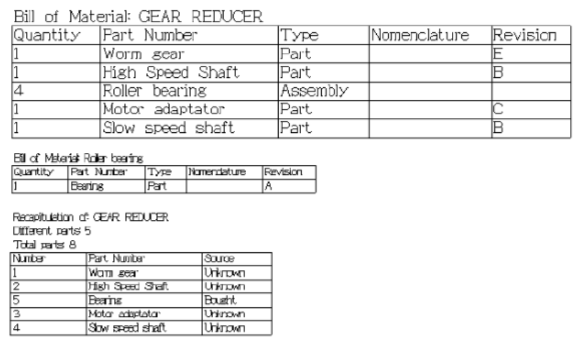 Bill of Material: GEAR REDUCER
Quantity Part Number Type Nomenclature Revision
1 Worm gear Part E
1 High Speed Shaft Part B
4 Roller bearing Assembly
1 Motor adaptator Part C
1 Slow speed shaft Part B
Bill of Material: Roller bearing
Quantity Part Number Type Nomenclature Revision
1 Bearing Part A
Recapitulation of: GEAR REDUCER
Different parts 5
Total parts 8
Number Part Number Source
1 Worm gear Unknown
2 High Speed Shaft Unknown
5 Bearing Bought
3 Motor adaptator Unknown
4 Slow speed shaft Unknown